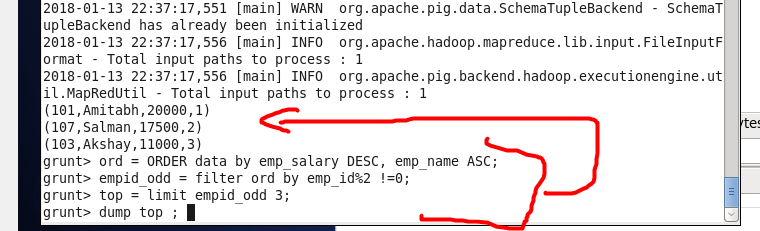 2018-01-13 22:37:17,551 [main] WARN  org.apache.pig.data.SchemaTupleBackend - SchemaT
upleBackend has already been initialized
2018-01-13 22:37:17,556 [main] INFO  org.apache.hadoop.mapreduce.lib.input.FileInputF
ormat - Total input paths to process : 1
2018-01-13 22:37:17,556 [main] INFO  org.apache.pig.backend.hadoop.executionengine.ut
il.MapRedUtil - Total input paths to process : 1
(101,Amitabh,20000,1)
(107,Salman,17500,2)
(103,Akshay,11000,3)
grunt> ord = ORDER data by emp_salary DESC, emp_name ASC;
grunt> empid_odd = filter ord by emp_id%2 !=0;
grunt> top = limit empid_odd 3;
grunt> dump top ;